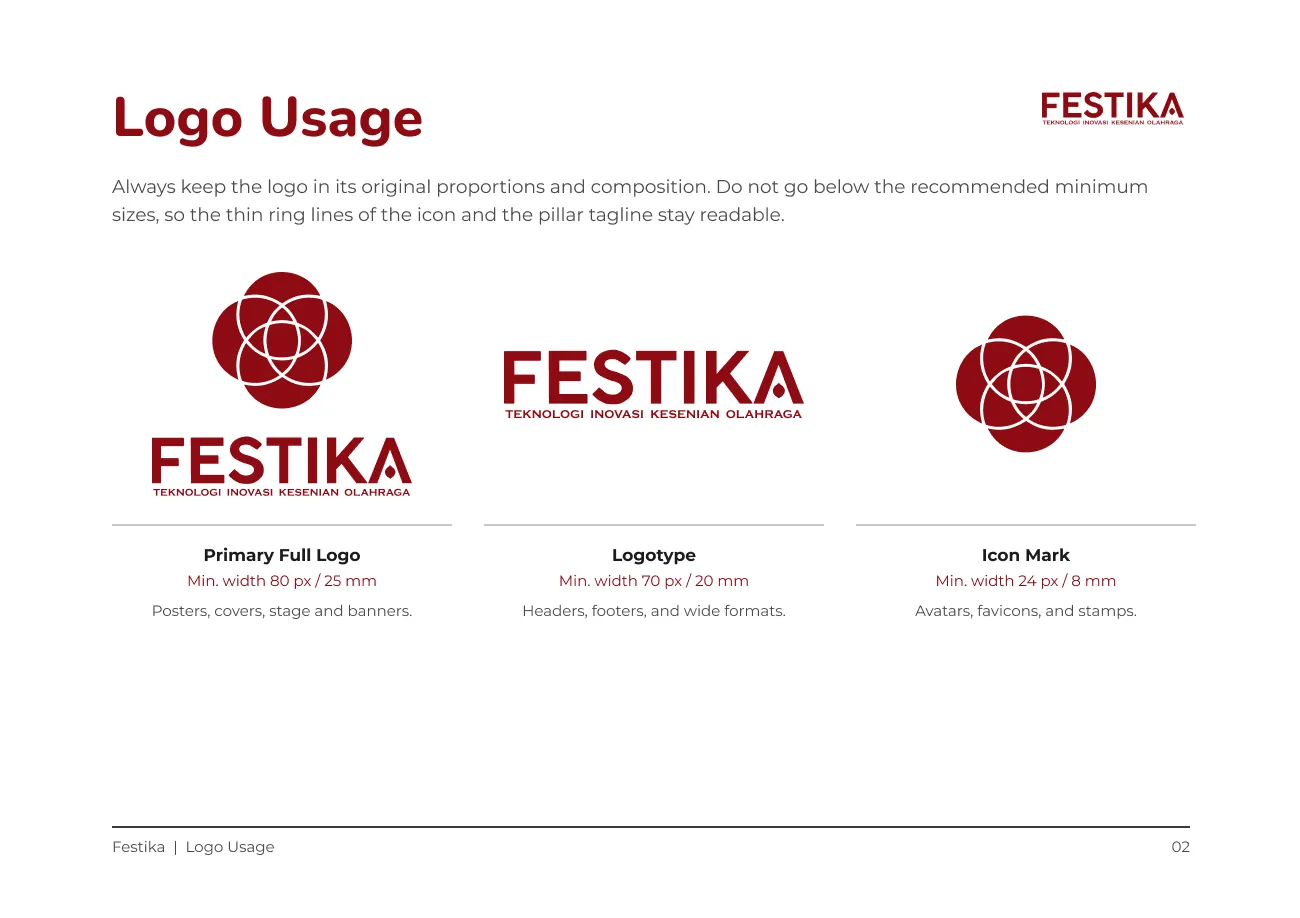 Logo Usage
FESTIKA
TEKNOLOGI INOVASI KESENIAN OLAHRAGA
Always keep the logo in its original proportions and composition. Do not go below the recommended minimum
sizes, so the thin ring lines of the icon and the pillar tagline stay readable.
FESTIKA
TEKNOLOGI INOVASI KESENIAN OLAHRAGA
Primary Full Logo
Min. width 80 px / 25 mm
Posters, covers, stage and banners.
FESTIKA
TEKNOLOGI INOVASI KESENIAN OLAHRAGA
Logotype
Min. width 70 px / 20 mm
Headers, footers, and wide formats.
Icon Mark
Min. width 24 px / 8 mm
Avatars, favicons, and stamps.
Festika | Logo Usage
02